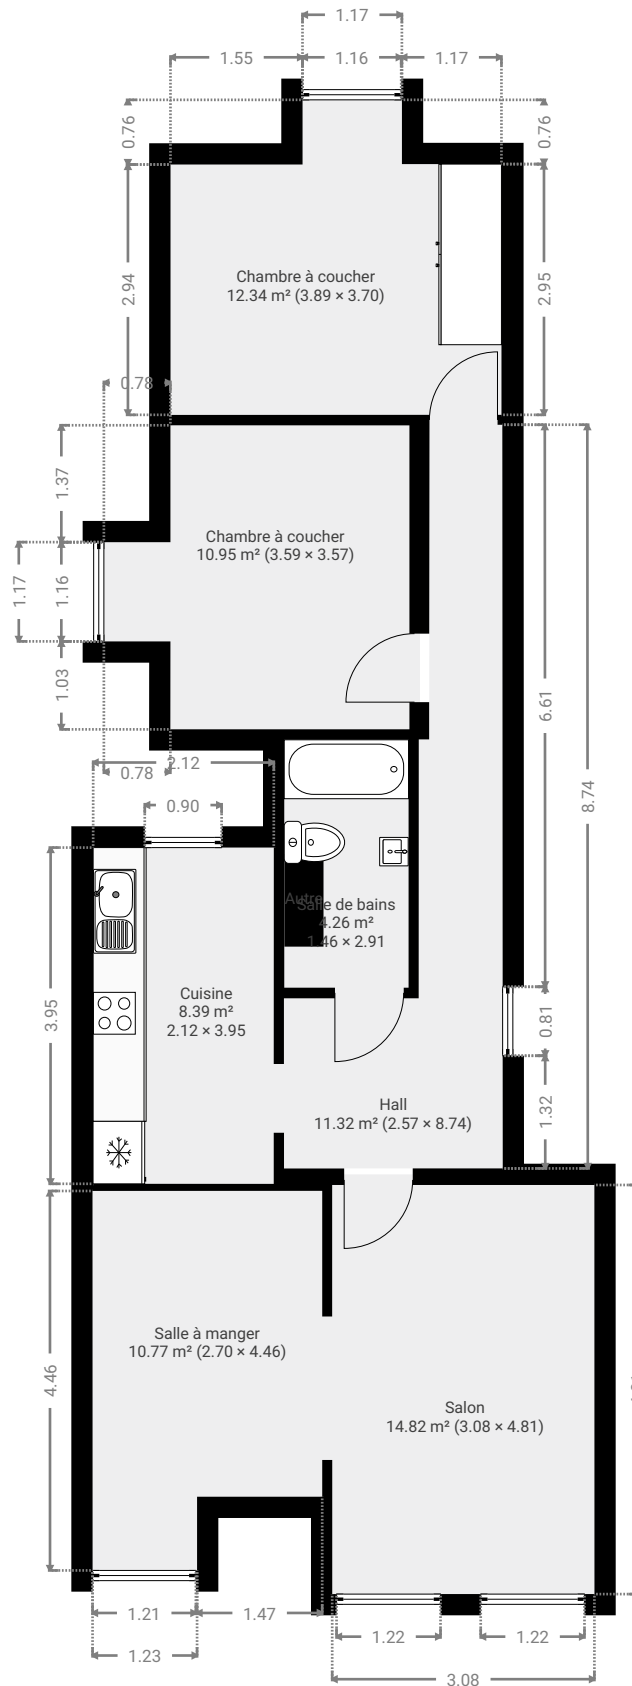 1.17
1.55
1.16
1.17
0.76
0.76
2.94
Chambre à coucher
12.34 m² (3.89 × 3.70)
2.95
0.78
1.37
Chambre à coucher
10.95 m² (3.59 × 3.57)
1.17
1.16
1.03
6.61
0.78
2.12
8.74
0.90
Autre
Salle de bains
4.26 m²
1.46 × 2.91
3.95
Cuisine
8.39 m²
2.12 × 3.95
0.81
Hall
11.32 m² (2.57 × 8.74)
1.32
Salle à manger
10.77 m² (2.70 × 4.46)
4.46
Salon
14.82 m² (3.08 × 4.81)
1.21
1.47
1.22
1.22
1.23
3.08